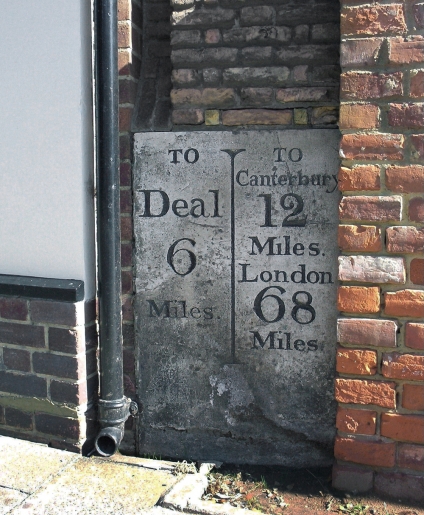 TO
Deal
6
Miles.
TO
Canterbury
12
Miles.
London
68
Miles.